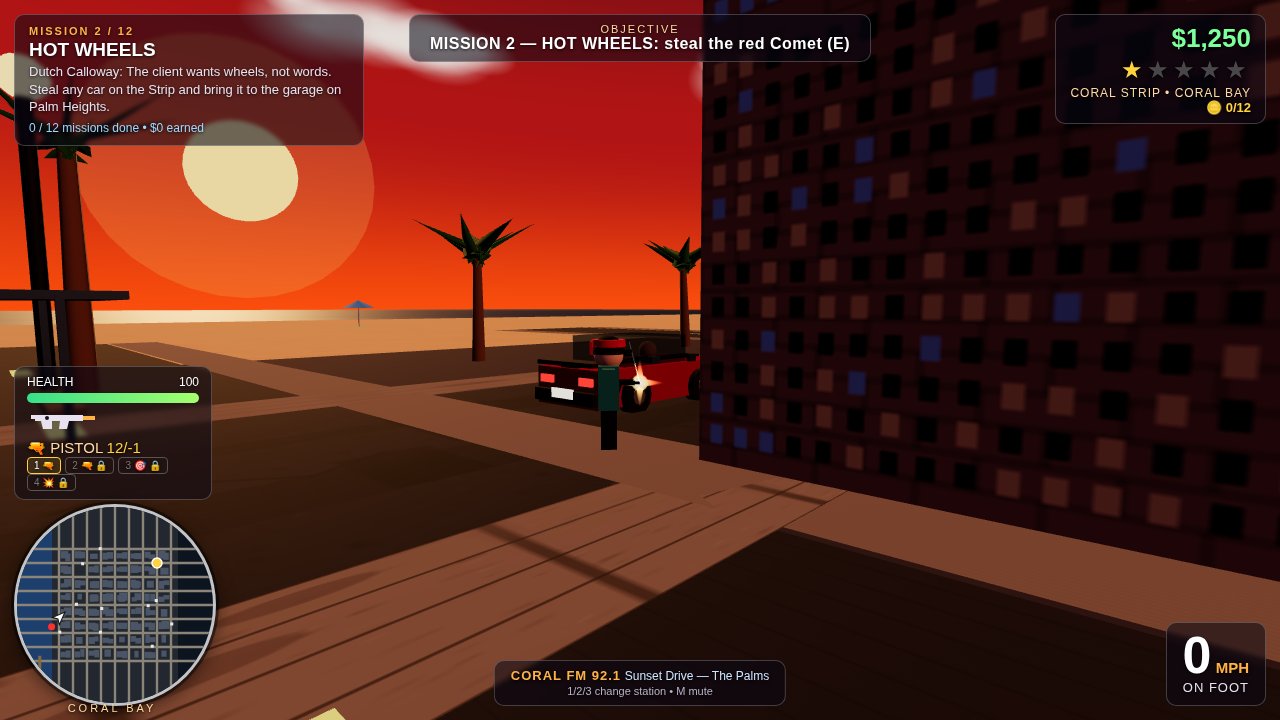 MISSION 2 / 12
HOT WHEELS
Dutch Calloway: The client wants wheels, not words.
Steal any car on the Strip and bring it to the garage on
Palm Heights.
0 / 12 missions done • $0 earned
OBJECTIVE
MISSION 2 — HOT WHEELS: steal the red Comet (E)
$1,250
CORAL STRIP • CORAL BAY
0/12
HEALTH 100
PISTOL 12/-1
1 2 3
4
CORAL BAY
CORAL FM 92.1 Sunset Drive — The Palms
1/2/3 change station • M mute
0 MPH
ON FOOT